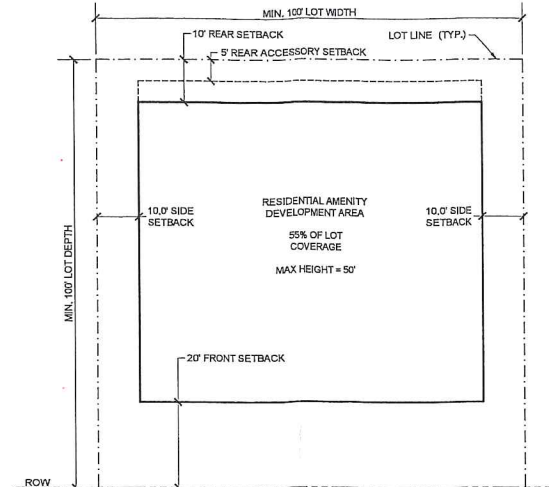 MIN. 100' LOT WIDTH
10' REAR SETBACK
LOT LINE (TYP.)
5' REAR ACCESSORY SETBACK
MIN. 100' LOT DEPTH
10.0' SIDE
SETBACK
RESIDENTIAL AMENITY
DEVELOPMENT AREA
55% OF LOT
COVERAGE
MAX HEIGHT = 50'
10.0' SIDE
SETBACK
20' FRONT SETBACK
ROW